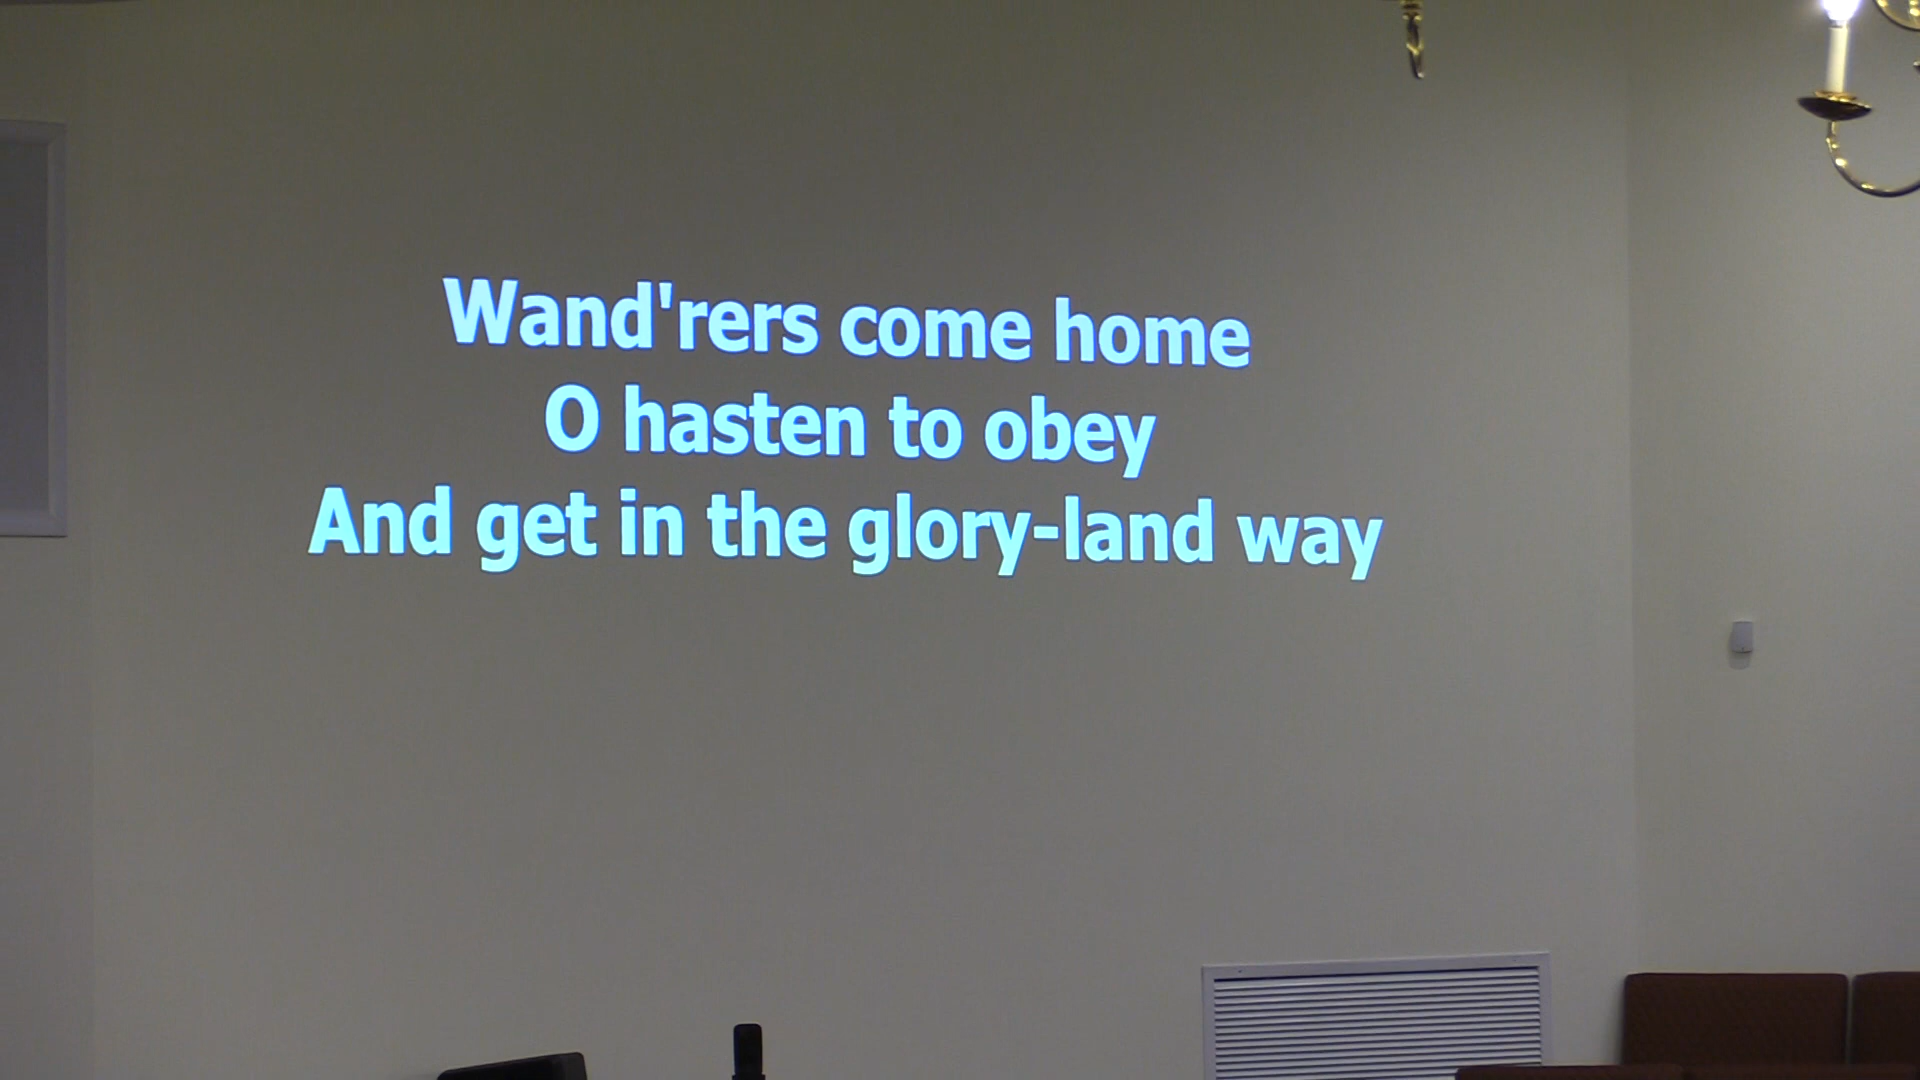 Wand'rers come home
O hasten to obey
And get in the glory-land way